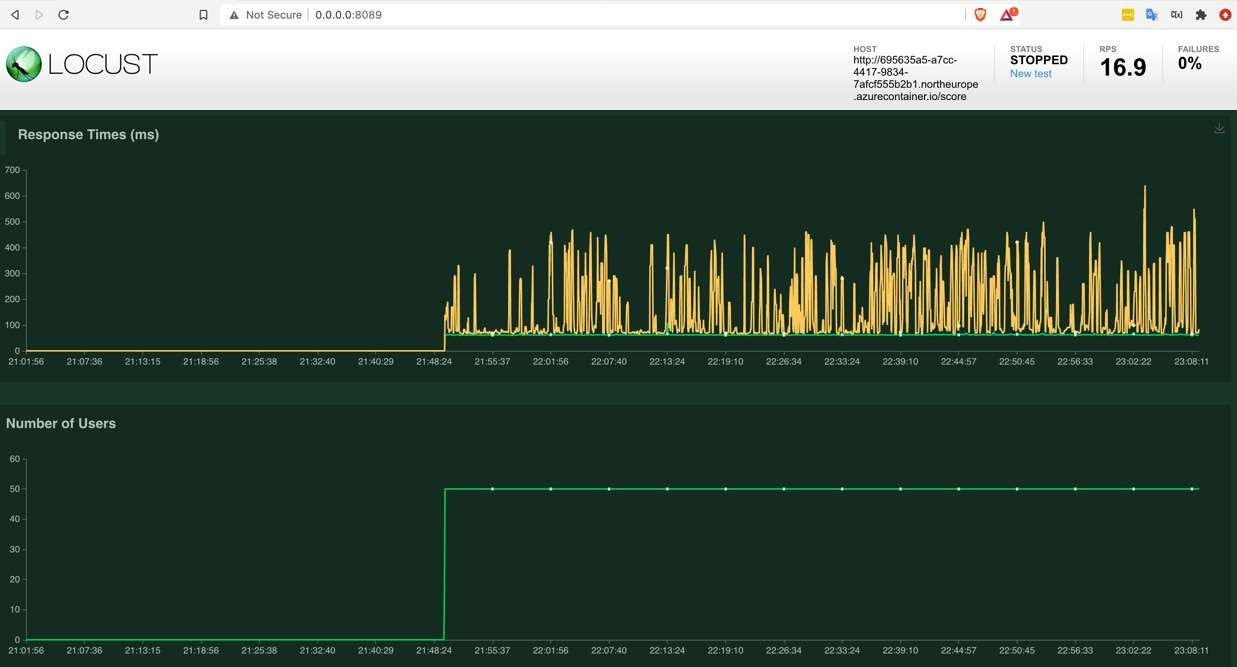 Not Secure 0.0.0.0:8089
1
LOCUST
HOST
http://695635a5-a7cc-
4417-9834-
7afcf555b2b1.northeurope
.azurecontainer.io/score
STATUS
STOPPED
New test
RPS
16.9
FAILURES
0%
Response Times (ms)
700
600
500
400
300
200
100
0
21:01:56 21:07:36 21:13:15 21:18:56 21:25:38 21:32:40 21:40:29 21:48:24 21:55:37 22:01:56 22:07:40 22:13:24 22:19:10 22:26:34 22:33:24 22:39:10 22:44:57 22:50:45 22:56:33 23:02:22 23:08:11
Number of Users
60
50
40
30
20
10
0
21:01:56 21:07:36 21:13:15 21:18:56 21:25:38 21:32:40 21:40:29 21:48:24 21:55:37 22:01:56 22:07:40 22:13:24 22:19:10 22:26:34 22:33:24 22:39:10 22:44:57 22:50:45 22:56:33 23:02:22 23:08:11